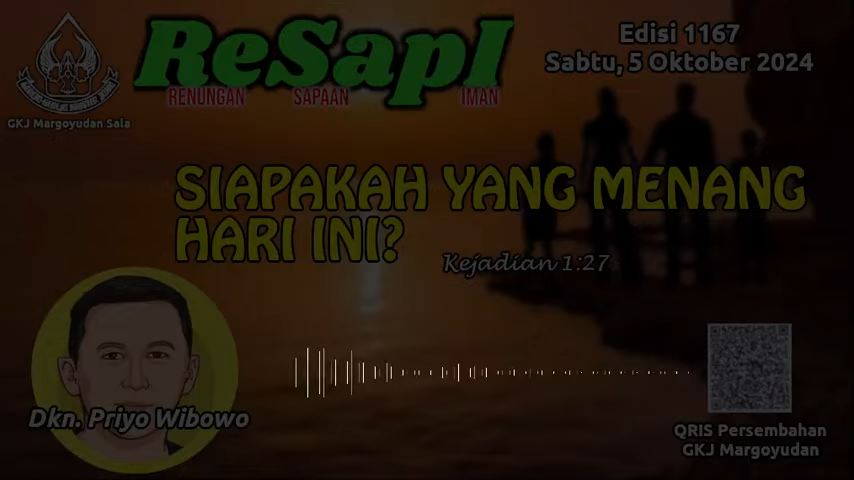 ReSapI
RENUNGAN SAPAAN IMAN
GKJ Margoyudan Sala
Edisi 1167
Sabtu, 5 Oktober 2024
SIAPAKAH YANG MENANG
HARI INI?
Kejadian 1:27
Dkn. Priyo Wibowo
QRIS Persembahan
GKJ Margoyudan